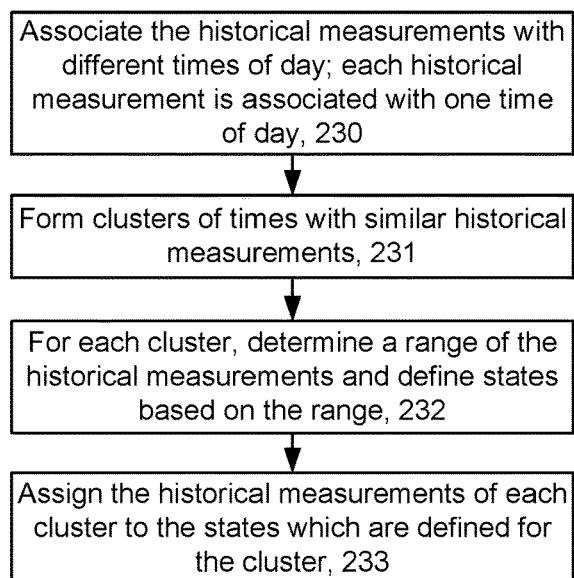 Associate the historical measurements with
different times of day; each historical
measurement is associated with one time
of day, 230
Form clusters of times with similar historical
measurements, 231
For each cluster, determine a range of the
historical measurements and define states
based on the range, 232
Assign the historical measurements of each
cluster to the states which are defined for
the cluster, 233